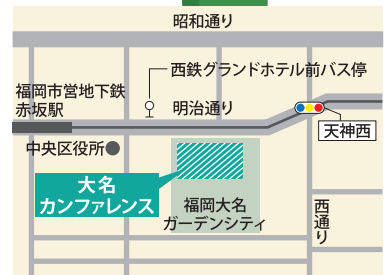 昭和通り
西鉄グランドホテル前バス停
福岡市営地下鉄
赤坂駅
明治通り
天神西
中央区役所
大名
カンファレンス
福岡大名
ガーデンシティ
西通り